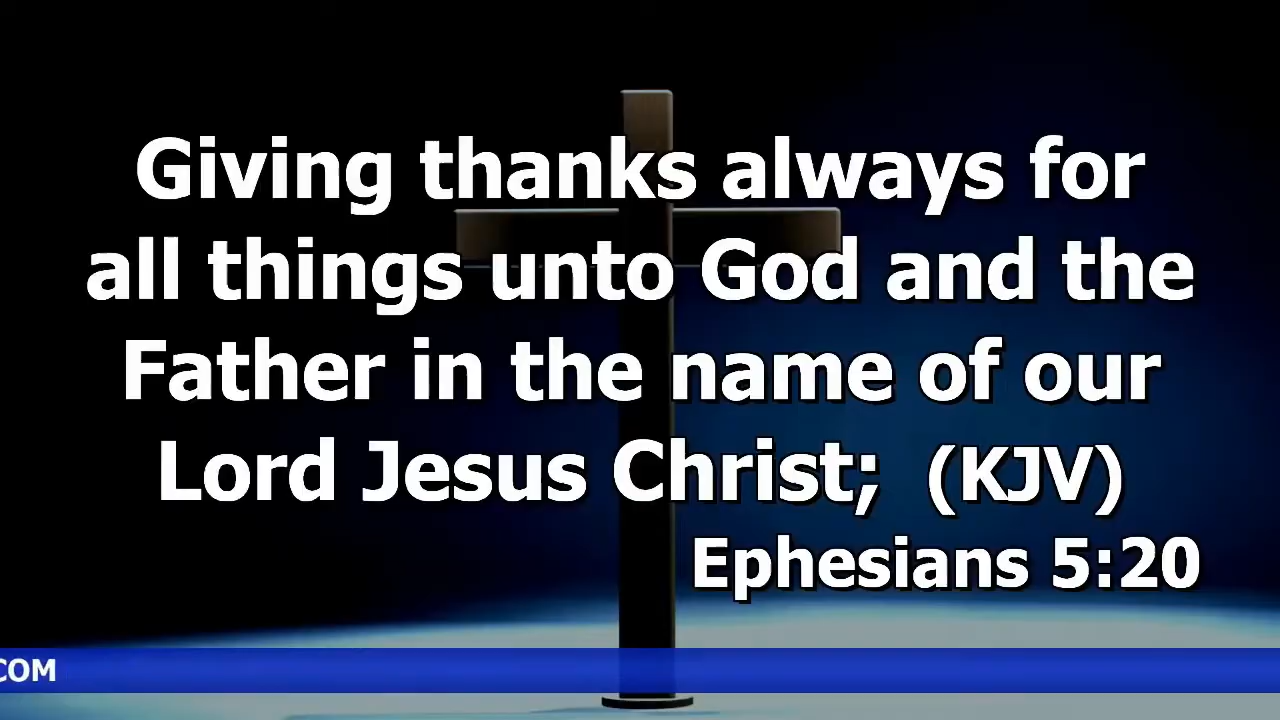 Giving thanks always for
all things unto God and the
Father in the name of our
Lord Jesus Christ; (KJV)
Ephesians 5:20
COM